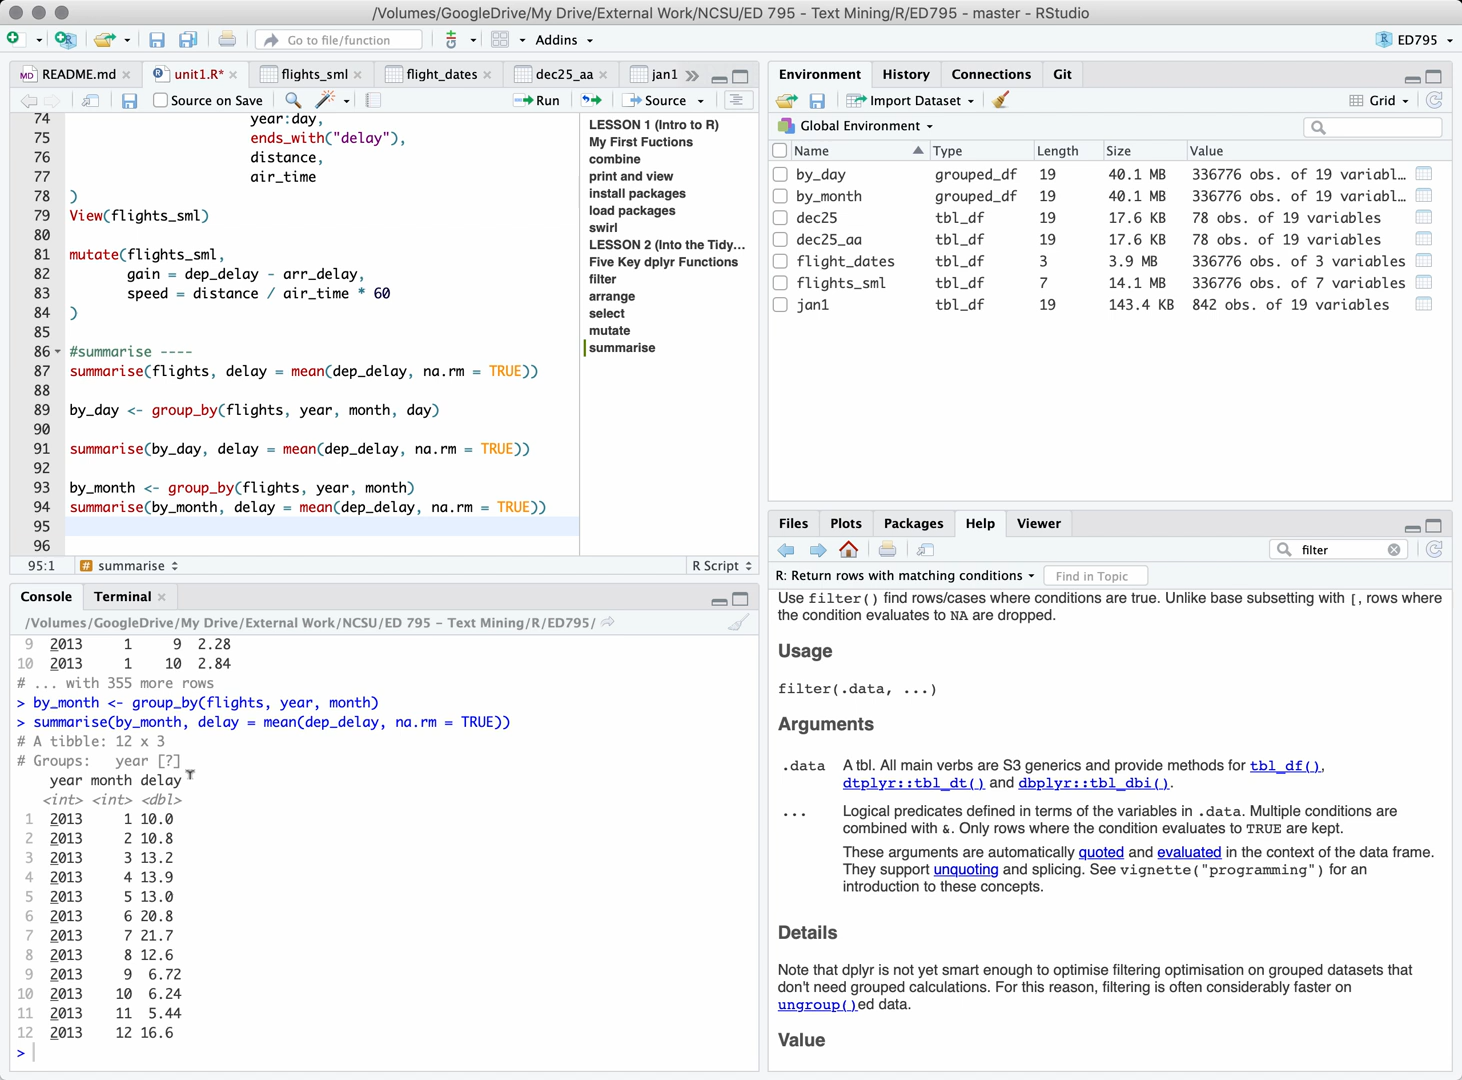 /Volumes/GoogleDrive/My Drive/External Work/NCSU/ED 795 - Text Mining/R/ED795 - master - RStudio
Go to file/function
Addins
ED795
README.md
unit1.R*
flights_sml
flight_dates
dec25_aa
jan1
Source on Save
Run
Source
74 year:day,
75 ends_with("delay"),
76 distance,
77 air_time
78 )
79 View(flights_sml)
80
81 mutate(flights_sml,
82 gain = dep_delay - arr_delay,
83 speed = distance / air_time * 60
84 )
85
86 #summarise ----
87 summarise(flights, delay = mean(dep_delay, na.rm = TRUE))
88
89 by_day <- group_by(flights, year, month, day)
90
91 summarise(by_day, delay = mean(dep_delay, na.rm = TRUE))
92
93 by_month <- group_by(flights, year, month)
94 summarise(by_month, delay = mean(dep_delay, na.rm = TRUE))
95
96
LESSON 1 (Intro to R)
My First Fuctions
combine
print and view
install packages
load packages
swirl
LESSON 2 (Into the Tidy...
Five Key dplyr Functions
filter
arrange
select
mutate
summarise
95:1 # summarise R Script
Console Terminal
/Volumes/GoogleDrive/My Drive/External Work/NCSU/ED 795 - Text Mining/R/ED795/
9 2013 1 9 2.28
10 2013 1 10 2.84
# ... with 355 more rows
> by_month <- group_by(flights, year, month)
> summarise(by_month, delay = mean(dep_delay, na.rm = TRUE))
# A tibble: 12 x 3
# Groups: year [?]
year month delay
<int> <int> <dbl>
1 2013 1 10.0
2 2013 2 10.8
3 2013 3 13.2
4 2013 4 13.9
5 2013 5 13.0
6 2013 6 20.8
7 2013 7 21.7
8 2013 8 12.6
9 2013 9 6.72
10 2013 10 6.24
11 2013 11 5.44
12 2013 12 16.6
>
Environment History Connections Git
Import Dataset
Grid
Global Environment
Name Type Length Size Value
by_day grouped_df 19 40.1 MB 336776 obs. of 19 variabl...
by_month grouped_df 19 40.1 MB 336776 obs. of 19 variabl...
dec25 tbl_df 19 17.6 KB 78 obs. of 19 variables
dec25_aa tbl_df 19 17.6 KB 78 obs. of 19 variables
flight_dates tbl_df 3 3.9 MB 336776 obs. of 3 variables
flights_sml tbl_df 7 14.1 MB 336776 obs. of 7 variables
jan1 tbl_df 19 143.4 KB 842 obs. of 19 variables
Files Plots Packages Help Viewer
filter
R: Return rows with matching conditions Find in Topic
Use filter() find rows/cases where conditions are true. Unlike base subsetting with [, rows where
the condition evaluates to NA are dropped.
Usage
filter(.data, ...)
Arguments
.data A tbl. All main verbs are S3 generics and provide methods for tbl_df(),
dtplyr::tbl_dt() and dbplyr::tbl_dbi().
... Logical predicates defined in terms of the variables in .data. Multiple conditions are
combined with &. Only rows where the condition evaluates to TRUE are kept.
These arguments are automatically quoted and evaluated in the context of the data frame.
They support unquoting and splicing. See vignette("programming") for an
introduction to these concepts.
Details
Note that dplyr is not yet smart enough to optimise filtering optimisation on grouped datasets that
don't need grouped calculations. For this reason, filtering is often considerably faster on
ungroup()ed data.
Value